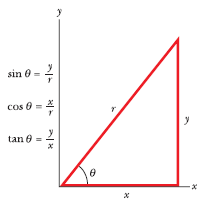 y
sin θ = y/r
cos θ = x/r
tan θ = y/x
r
y
θ
x
x